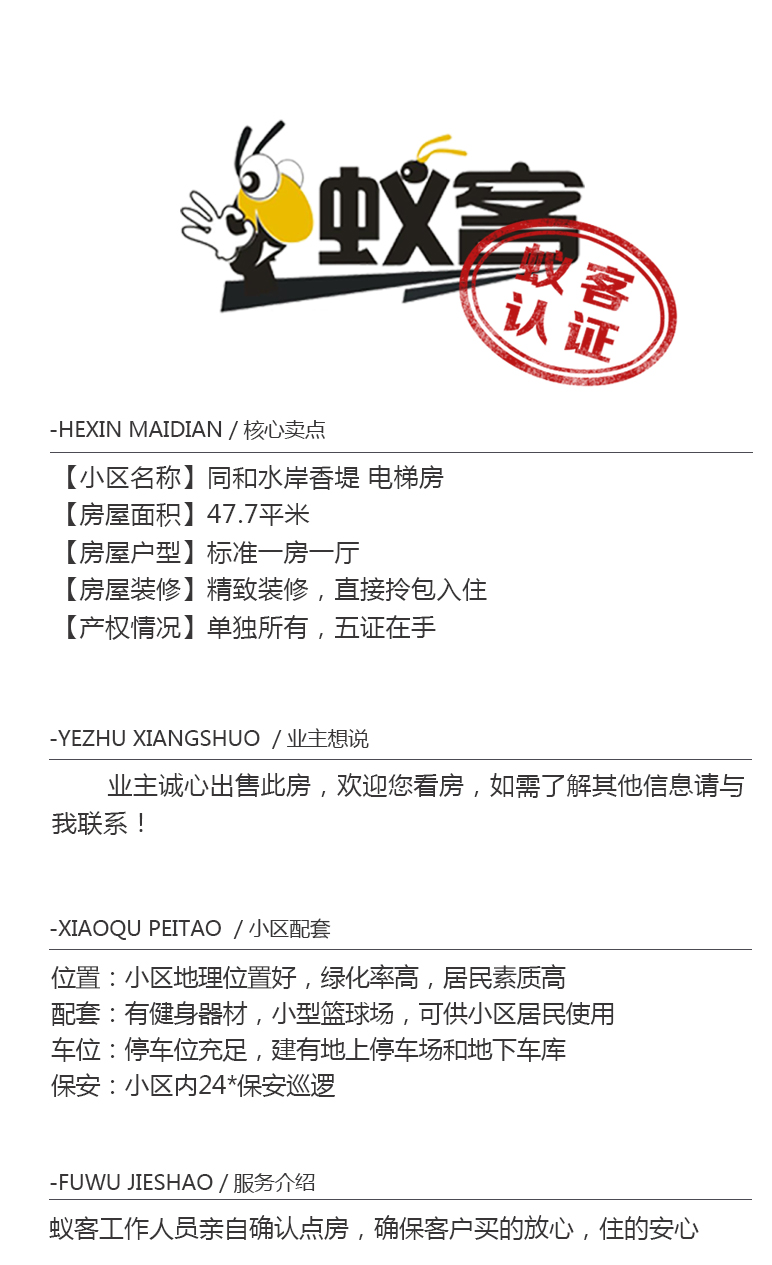 蚁客
蚁客
认证
-HEXIN MAIDIAN / 核心卖点
【小区名称】同和水岸香堤 电梯房
【房屋面积】47.7平米
【房屋户型】标准一房一厅
【房屋装修】精致装修，直接拎包入住
【产权情况】单独所有，五证在手
-YEZHU XIANGSHUO / 业主想说
业主诚心出售此房，欢迎您看房，如需了解其他信息请与
我联系！
-XIAOQU PEITAO / 小区配套
位置：小区地理位置好，绿化率高，居民素质高
配套：有健身器材，小型篮球场，可供小区居民使用
车位：停车位充足，建有地上停车场和地下车库
保安：小区内24*保安巡逻
-FUWU JIESHAO / 服务介绍
蚁客工作人员亲自确认点房，确保客户买的放心，住的安心